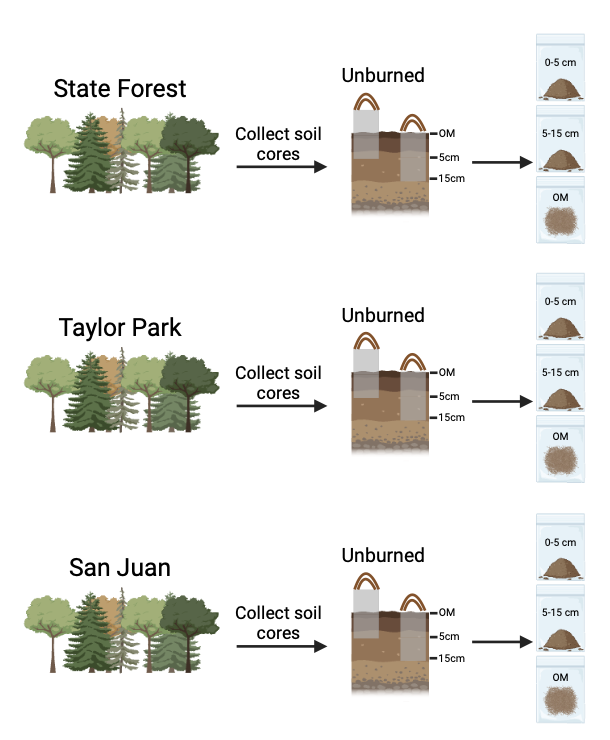 State Forest
Collect soil
cores
Unburned
OM
5cm
15cm
0-5 cm
5-15 cm
OM
Taylor Park
Collect soil
cores
Unburned
OM
5cm
15cm
0-5 cm
5-15 cm
OM
San Juan
Collect soil
cores
Unburned
OM
5cm
15cm
0-5 cm
5-15 cm
OM